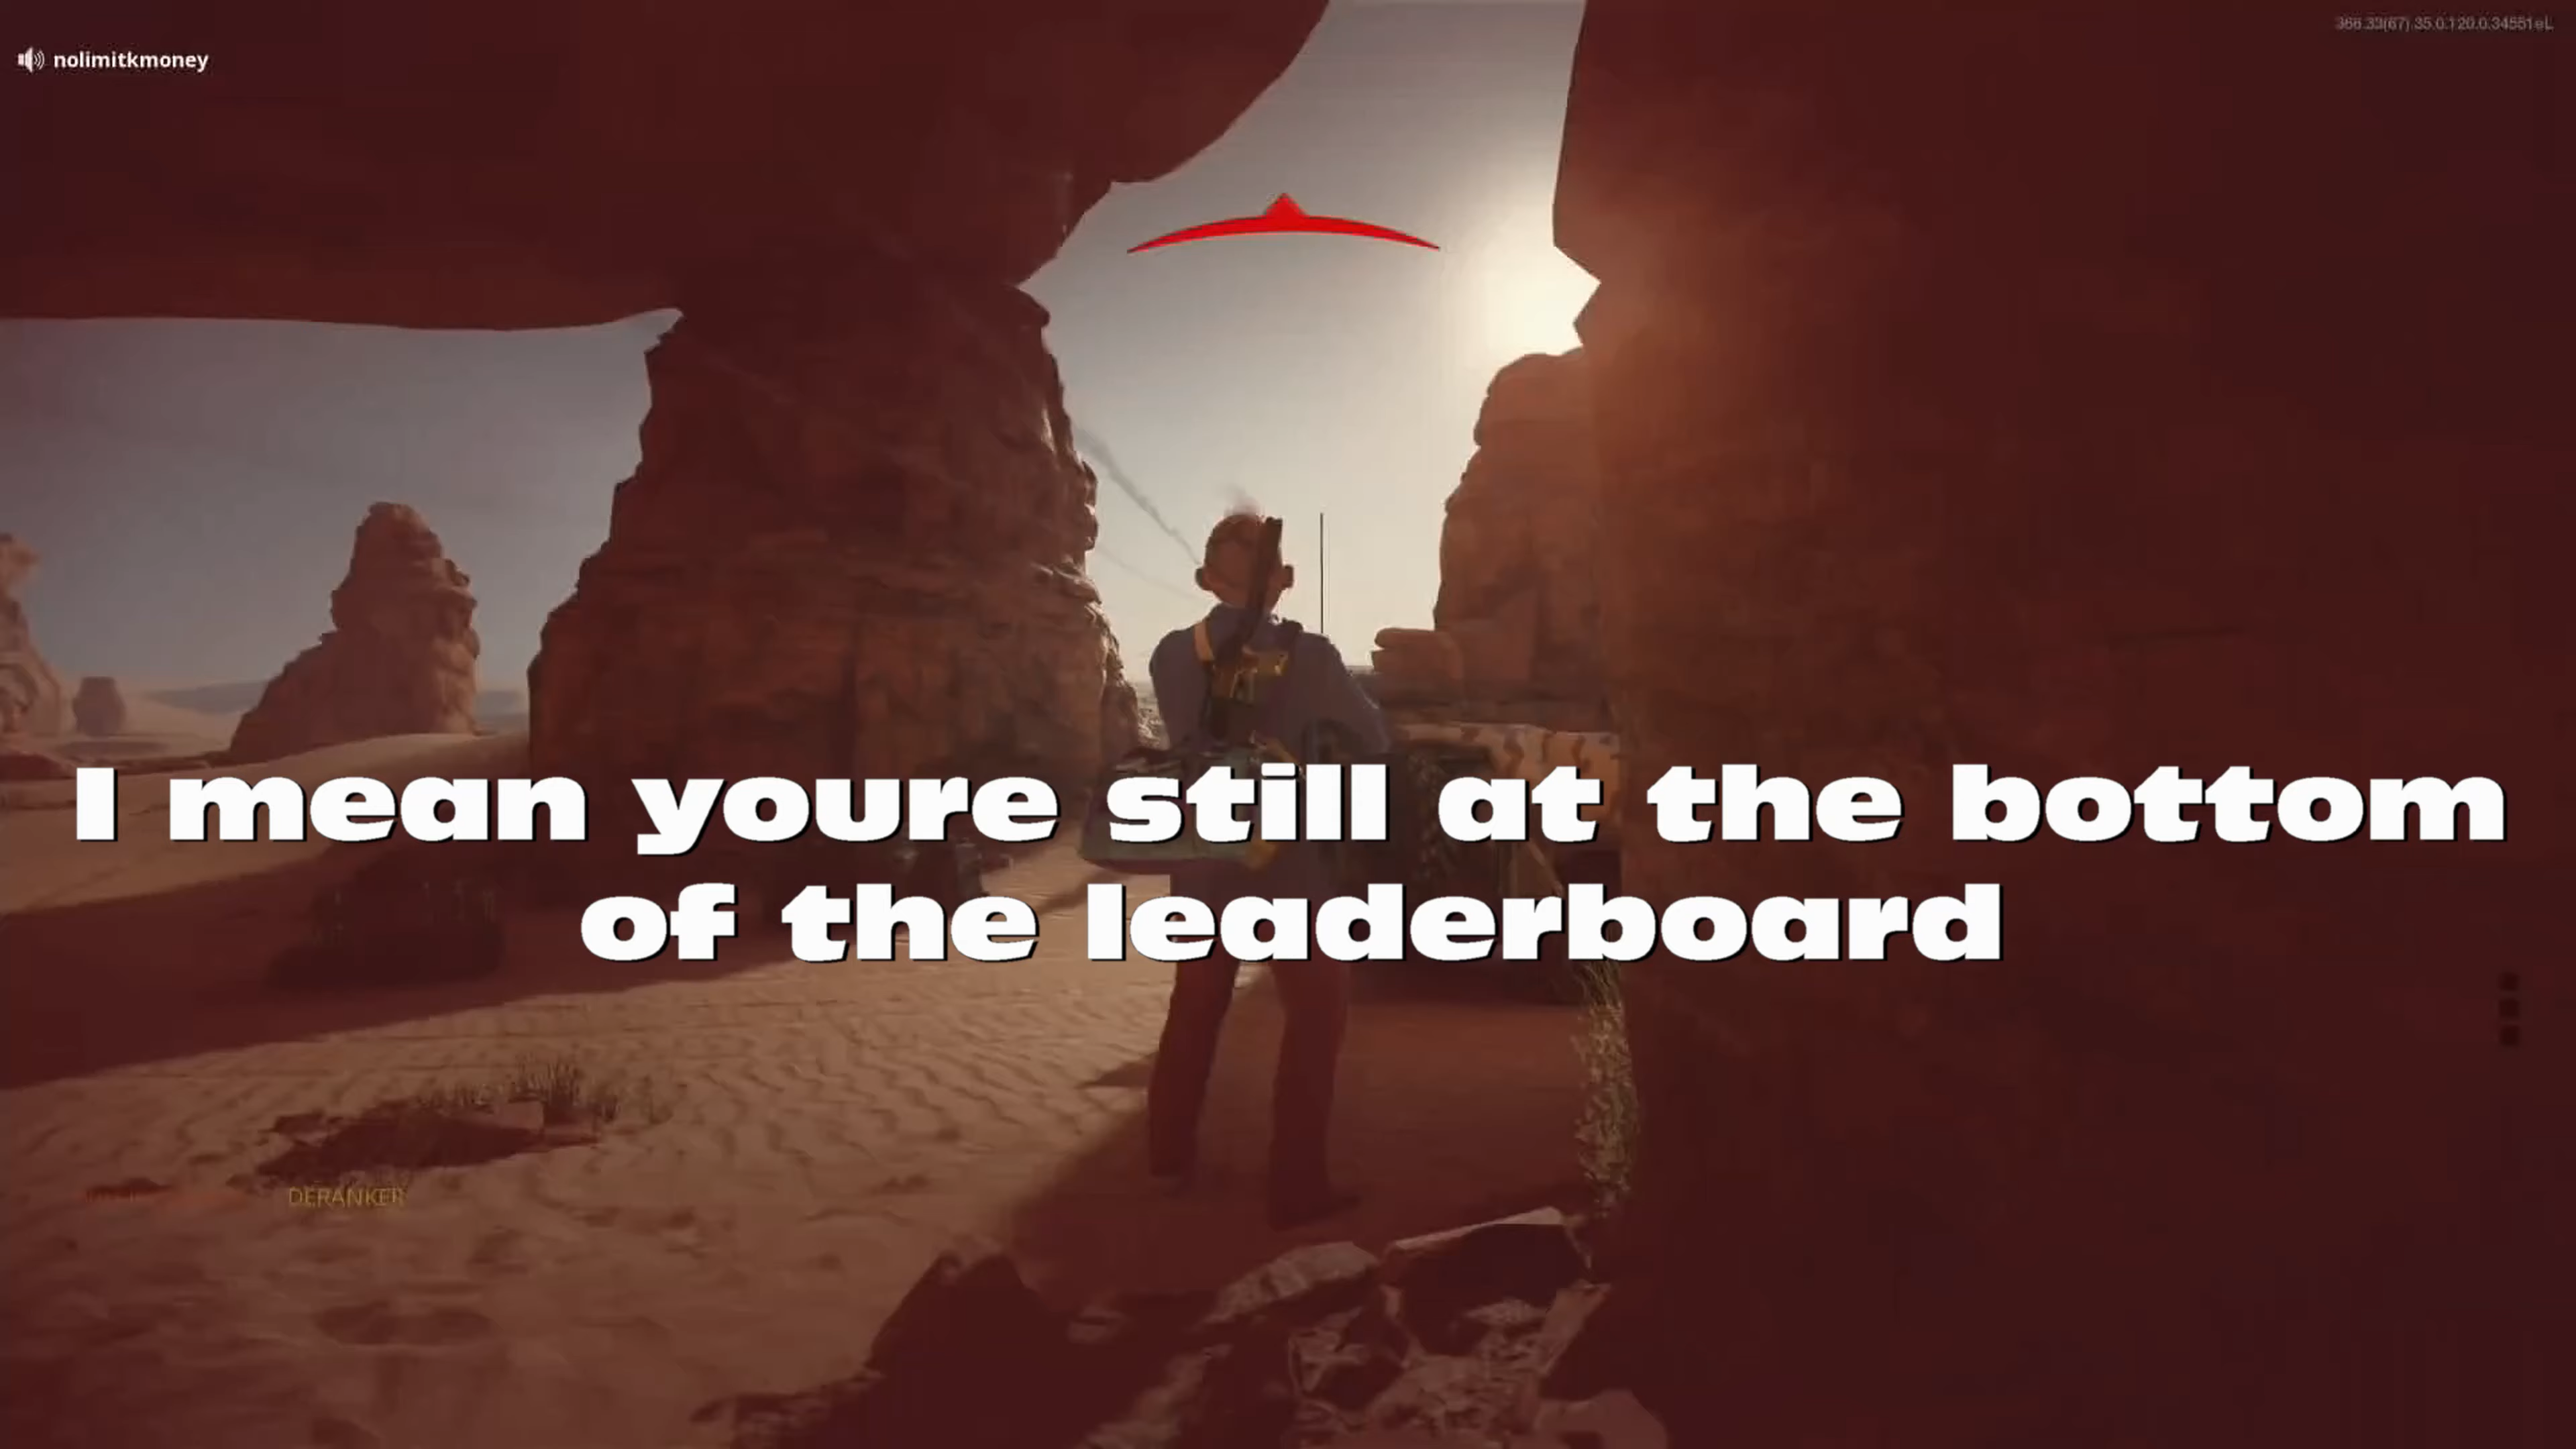 nolimitkmoney
I mean youre still at the bottom
of the leaderboard
DERANKER